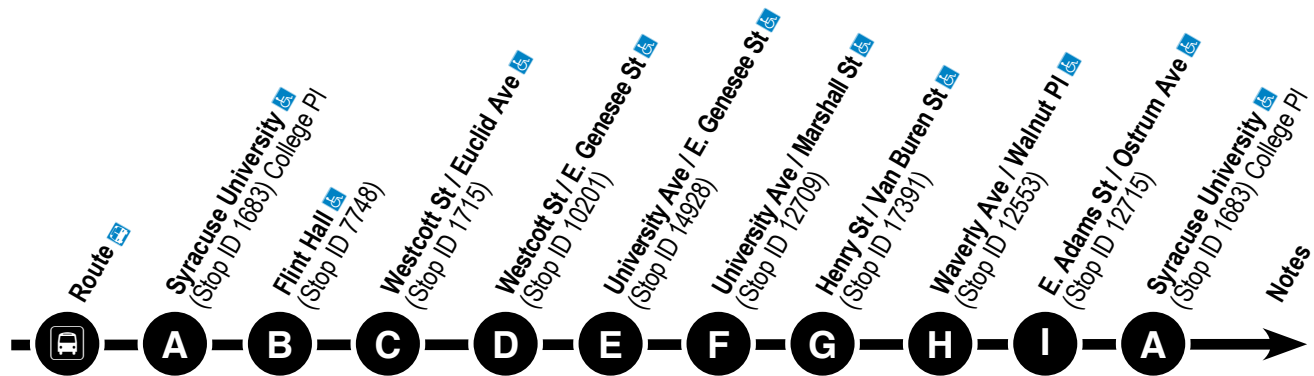 Route
Syracuse University
(Stop ID 1683) College Pl
Flint Hall
(Stop ID 7748)
Westcott St / Euclid Ave
(Stop ID 1715)
Westcott St / E. Genesee St
(Stop ID 10201)
University Ave / E. Genesee St
(Stop ID 14928)
University Ave / Marshall St
(Stop ID 12709)
Henry St / Van Buren St
(Stop ID 17391)
Waverly Ave / Walnut Pl
(Stop ID 12553)
E. Adams St / Ostrum Ave
(Stop ID 12715)
Syracuse University
(Stop ID 1683) College Pl
Notes
A B C D E F G H I A